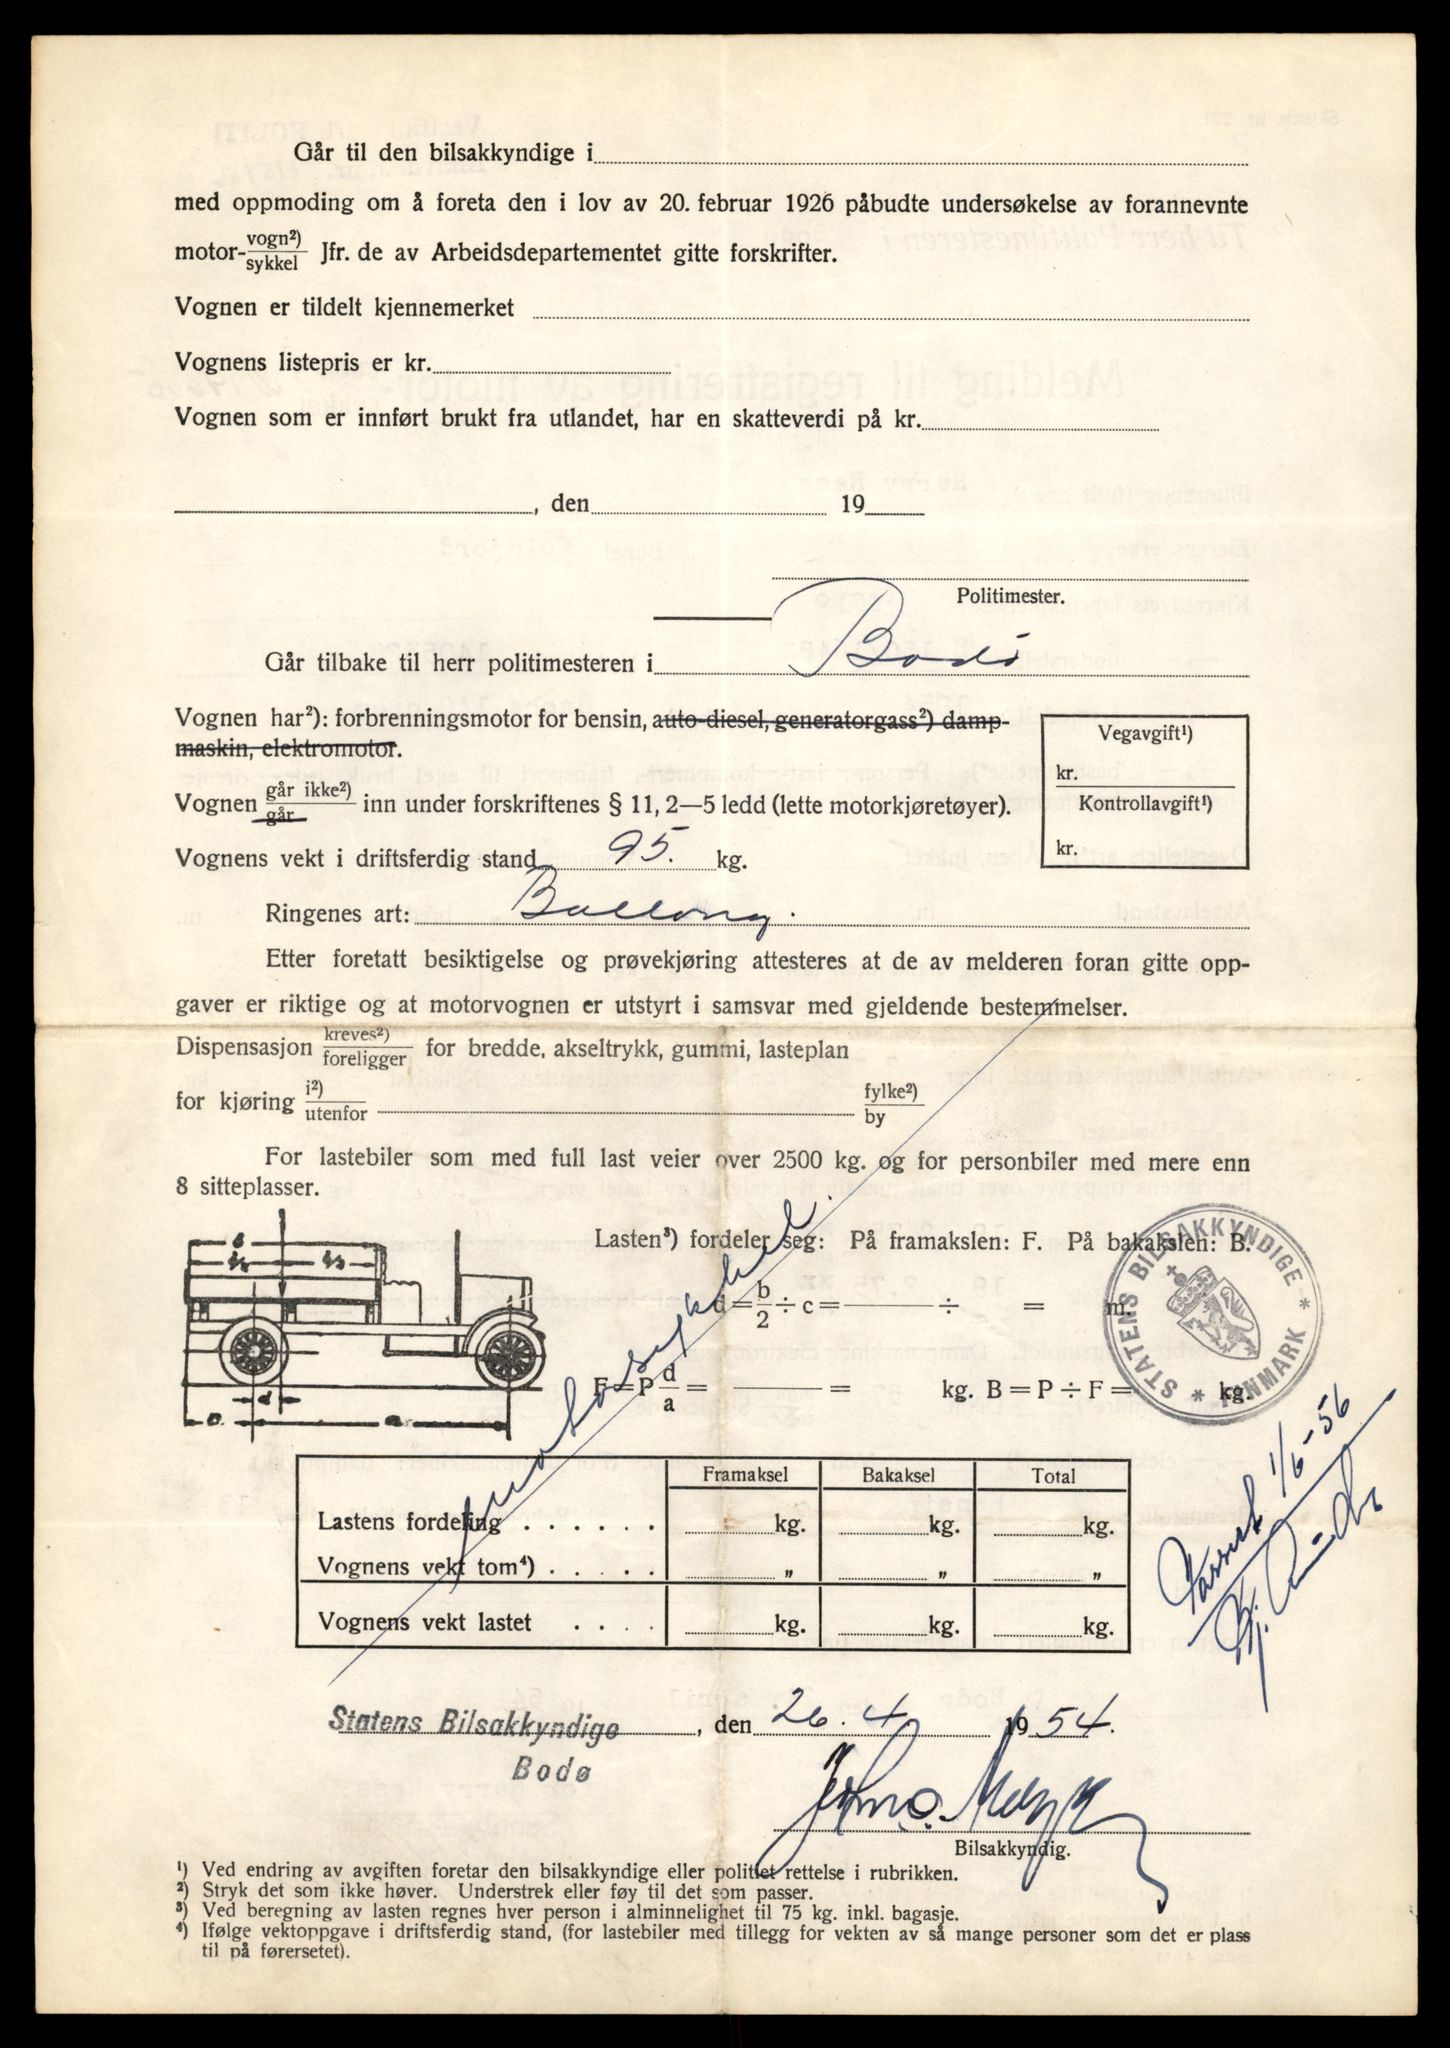 Går til den bilsakkyndige i
med oppmoding om å foreta den i lov av 20. februar 1926 påbudte undersøkelse av forannevnte
motor- vogn²) / sykkel Jfr. de av Arbeidsdepartementet gitte forskrifter.
Vognen er tildelt kjennemerket
Vognens listepris er kr.
Vognen som er innført brukt fra utlandet, har en skatteverdi på kr.
, den 19
Politimester.
Går tilbake til herr politimesteren i Bodø
Vognen har²): forbrenningsmotor for bensin, auto-diesel, generatorgass²) damp-
maskin, elektromotor.
Vegavgift¹)
kr.
Kontrollavgift¹)
kr.
Vognen går ikke²) / går inn under forskriftenes § 11, 2—5 ledd (lette motorkjøretøyer).
Vognens vekt i driftsferdig stand 95. kg.
Ringenes art: Ballong.
Etter foretatt besiktigelse og prøvekjøring attesteres at de av melderen foran gitte opp-
gaver er riktige og at motorvognen er utstyrt i samsvar med gjeldende bestemmelser.
Dispensasjon kreves²) / foreligger for bredde, akseltrykk, gummi, lasteplan
for kjøring i²) / utenfor fylke²) / by
For lastebiler som med full last veier over 2500 kg. og for personbiler med mere enn
8 sitteplasser.
Lasten³) fordeler seg: På framakslen: F. På bakakslen: B.
d = b/2 ÷ c = ÷ = m.
F = P d/a = = kg. B = P ÷ F = kg.
b
d
c
a
motorsykkel.
STATENS BILSAKKYNDIGE * FINNMARK *
1/6-56
Framaksel Bakaksel Total
Lastens fordeling . . . . . . kg. kg. kg.
Vognens vekt tom⁴) . . . . . „ „ „
Vognens vekt lastet . . . . kg. kg. kg.
Statens Bilsakkyndige , den 26.4 1954.
Bodø
Bilsakkyndig.
¹) Ved endring av avgiften foretar den bilsakkyndige eller politiet rettelse i rubrikken.
²) Stryk det som ikke høver. Understrek eller føy til det som passer.
³) Ved beregning av lasten regnes hver person i alminnelighet til 75 kg. inkl. bagasje.
⁴) Ifølge vektoppgave i driftsferdig stand, (for lastebiler med tillegg for vekten av så mange personer som det er plass
til på førersetet).